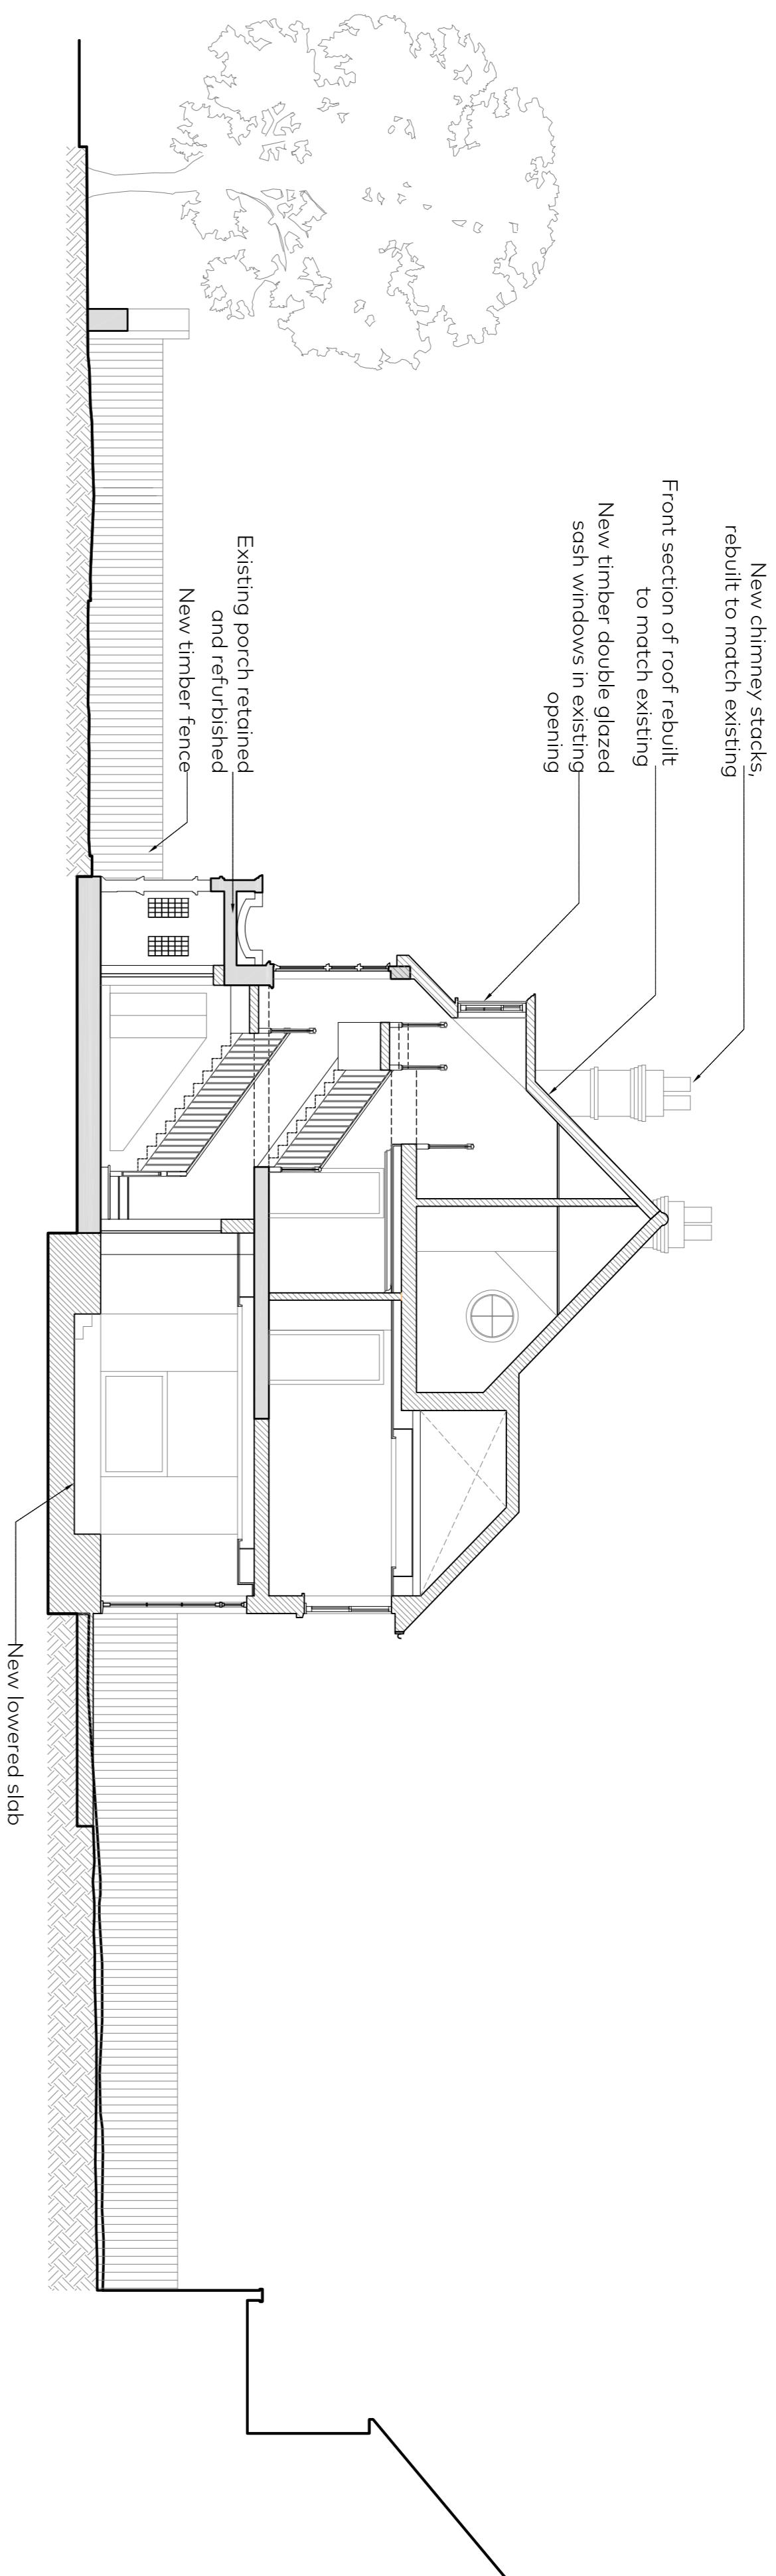 New chimney stacks,
rebuilt to match existing
Front section of roof rebuilt
to match existing
New timber double glazed
sash windows in existing
opening
Existing porch retained
and refurbished
New timber fence
New lowered slab